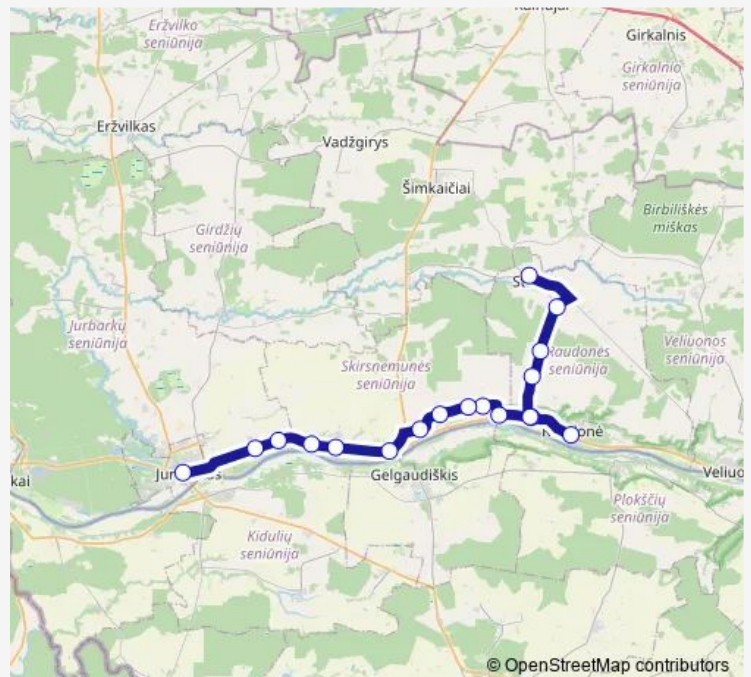 Eržvilko
seniūnija
Kalnujai
Girkalnis
Girkalnio
seniūnija
Eržvilkas
Vadžgirys
Šimkaičiai
Birbiliškės
miškas
Girdžių
seniūnija
Jurbarkų
seniūnija
Skirsnemunės
seniūnija
Raudonės
seniūnija
Veliuonos
seniūnija
Gelgaudiškis
Plokščių
seniūnija
Kidulių
seniūnija
© OpenStreetMap contributors